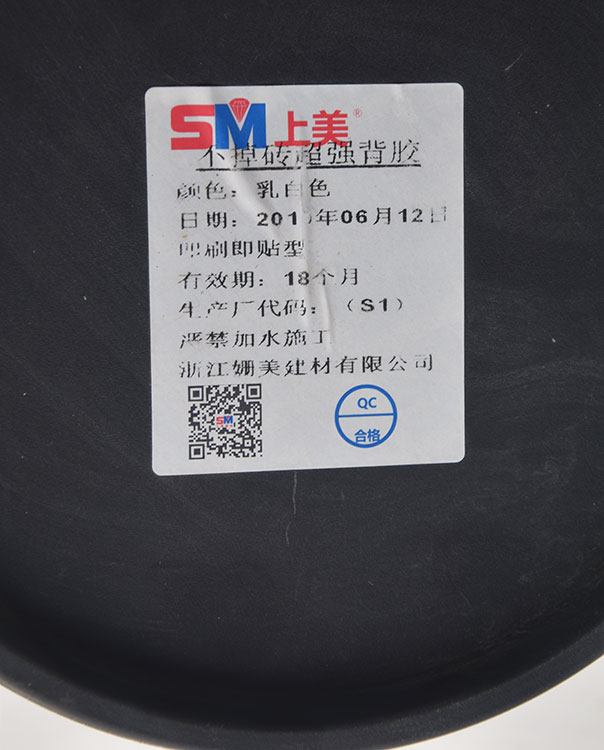 SM上美®
不掉砖超强背胶
颜色：乳白色
日期：201 年06月12日
即刷即贴型
有效期：18个月
生产厂代码：（S1）
严禁加水施工
浙江姗美建材有限公司
SM
QC
合格